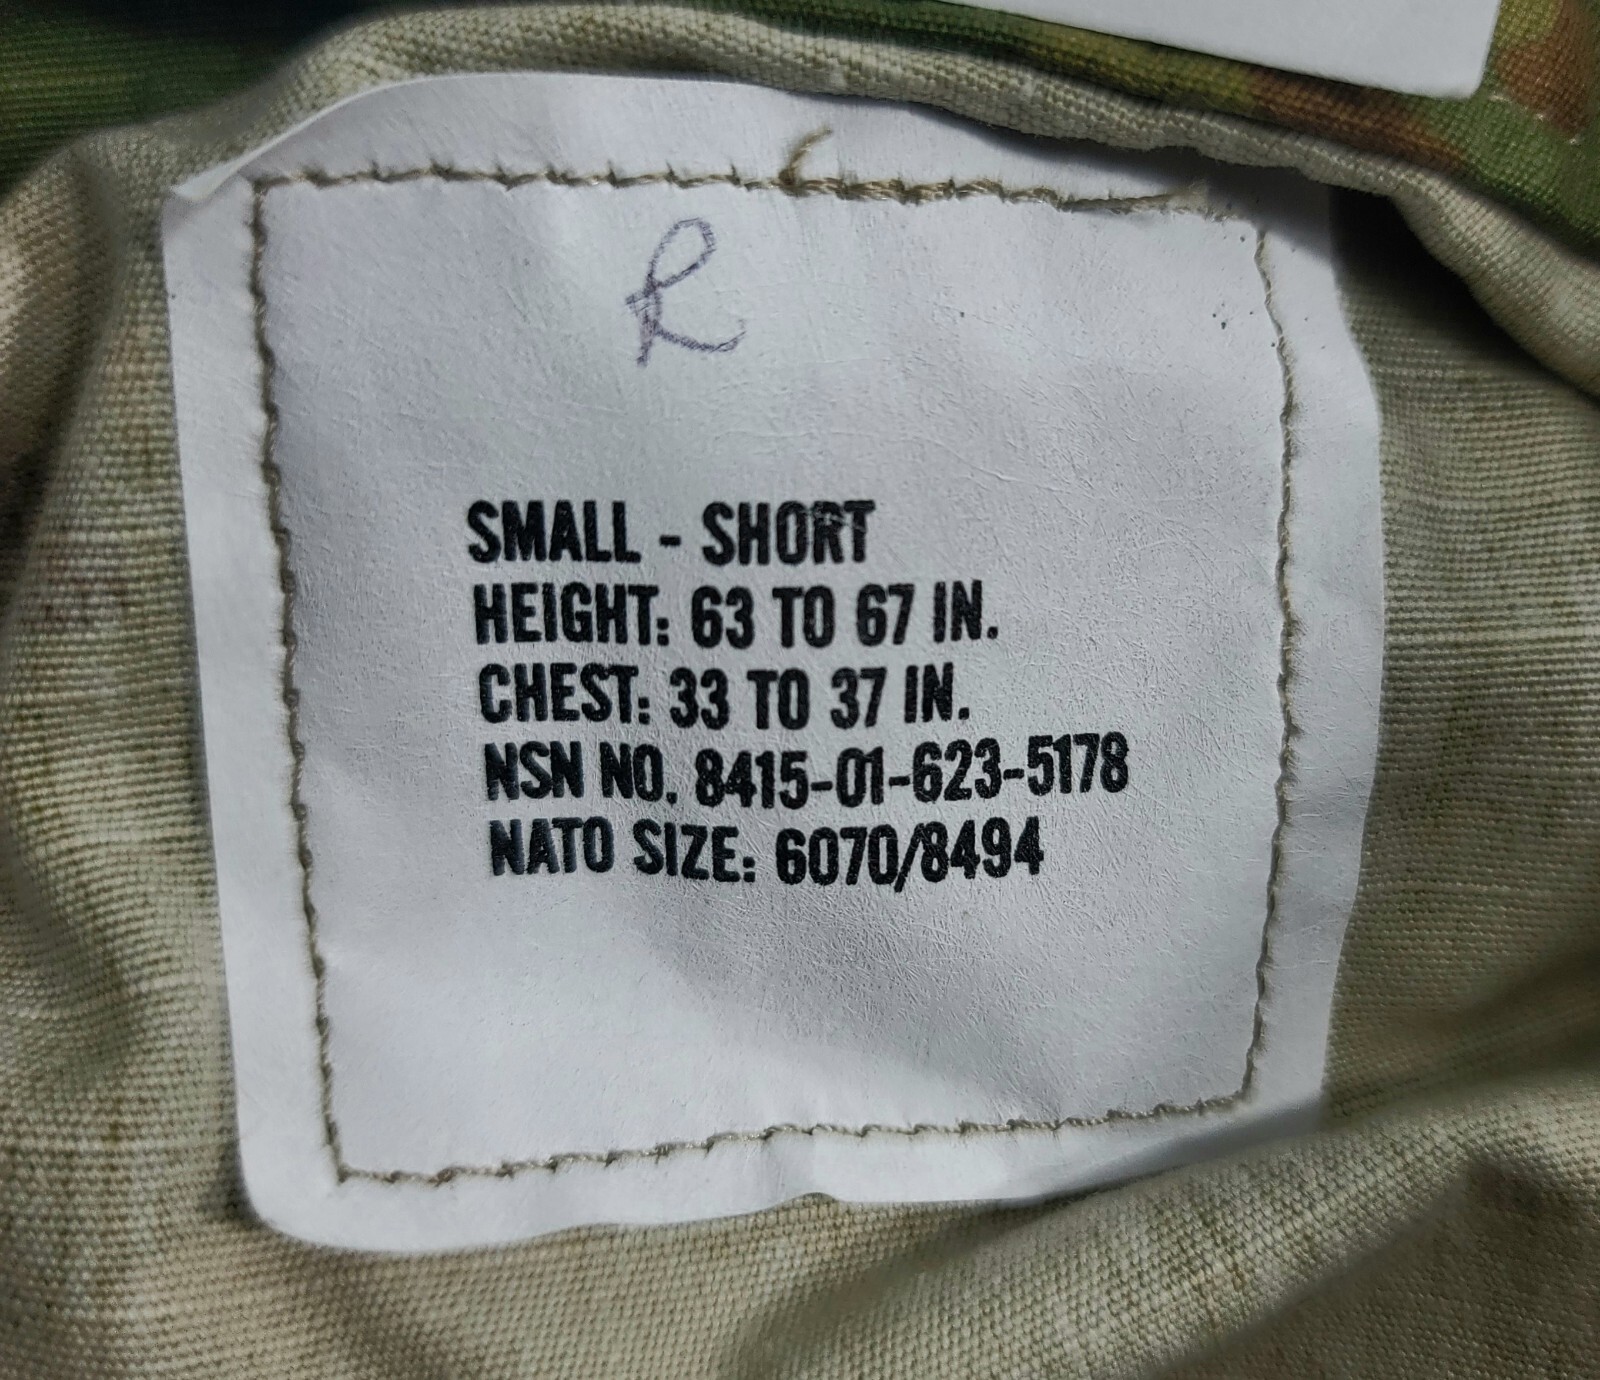 R
SMALL - SHORT
HEIGHT: 63 TO 67 IN.
CHEST: 33 TO 37 IN.
NSN NO. 8415-01-623-5178
NATO SIZE: 6070/8494